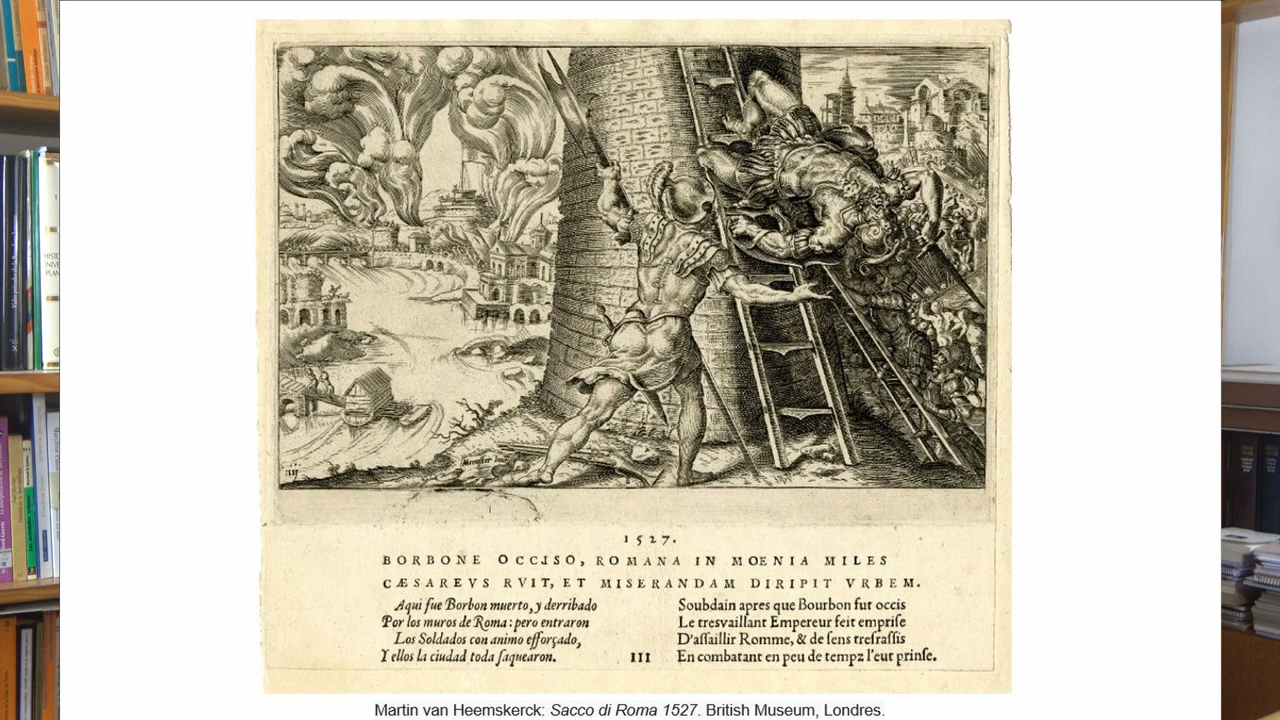 1527.
BORBONE OCCISO, ROMANA IN MOENIA MILES
CÆSAREVS RVIT, ET MISERANDAM DIRIPIT VRBEM.
Aqui fue Borbon muerto, y derribado
Por los muros de Roma: pero entraron
Los Soldados con animo efforçado,
Y ellos la ciudad toda saquearon.
III
Soubdain apres que Bourbon fut occis
Le tresvaillant Empereur feit emprise
D'assaillir Romme, & de sens trefrassis
En combatant en peu de tempz l'eut prinse.
Martin van Heemskerck: Sacco di Roma 1527. British Museum, Londres.